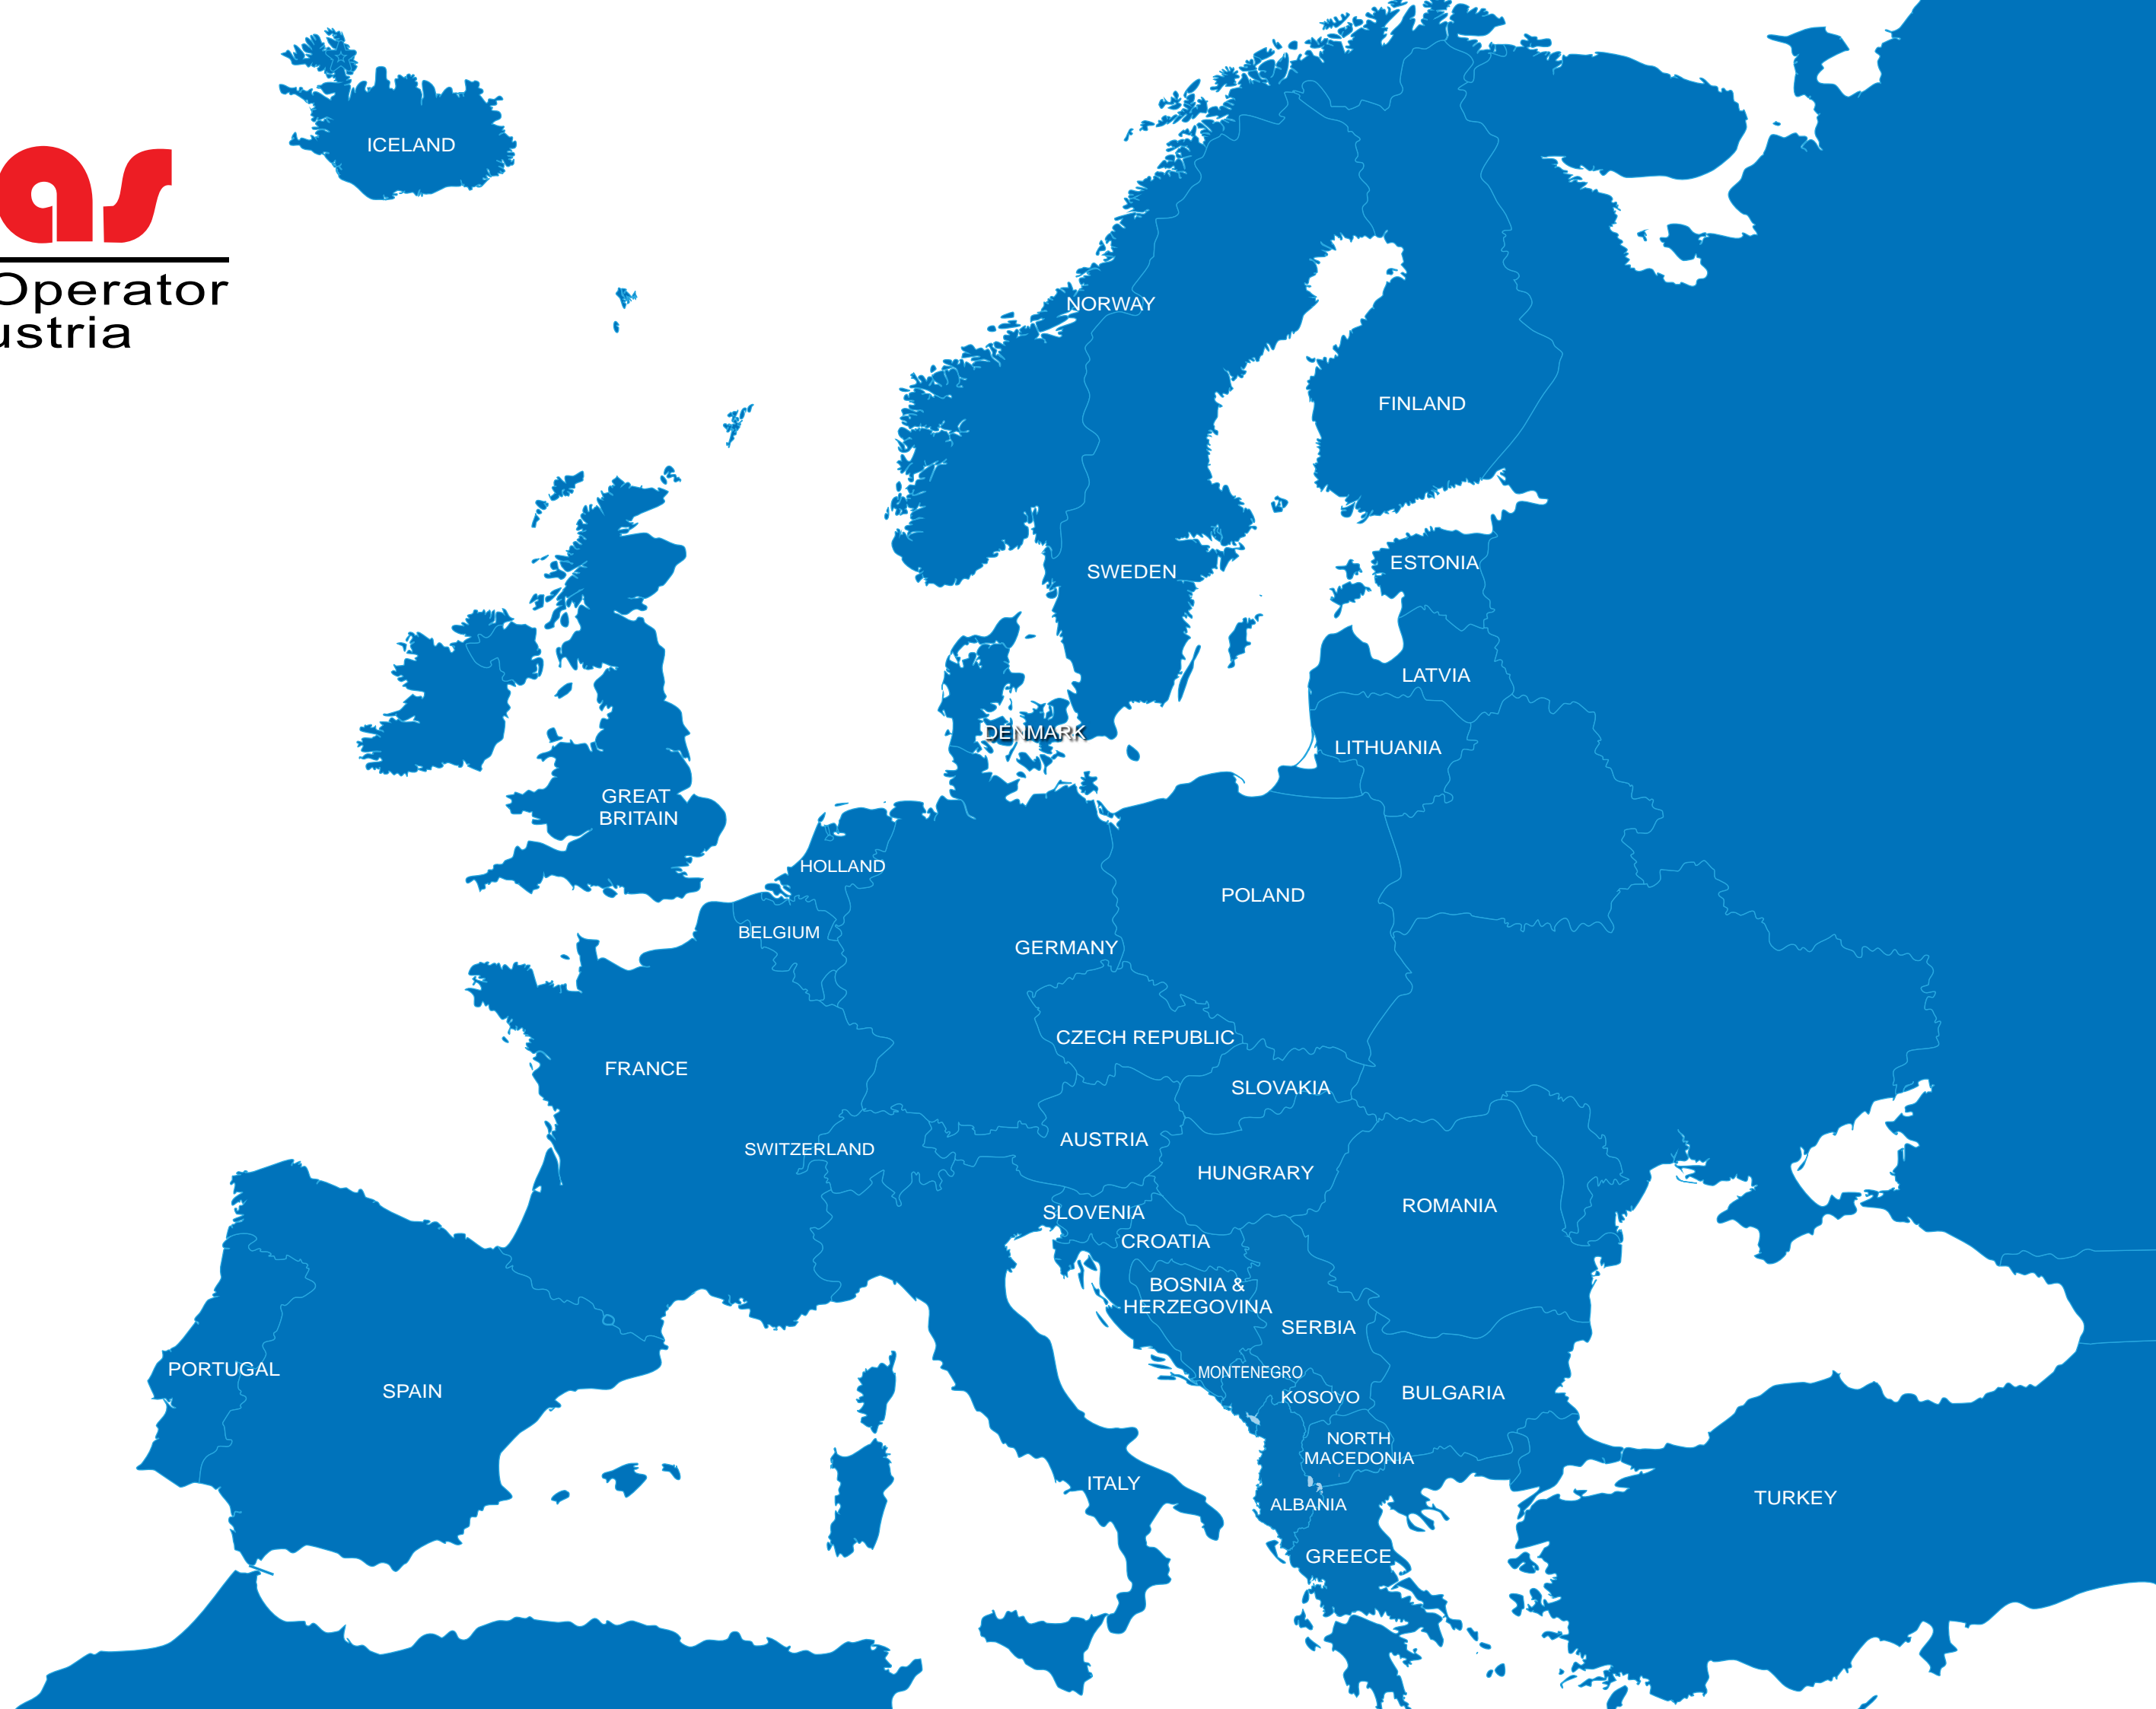 as
Operator
ustria
ICELAND
NORWAY
FINLAND
SWEDEN
ESTONIA
LATVIA
DENMARK
LITHUANIA
GREAT
BRITAIN
HOLLAND
POLAND
BELGIUM
GERMANY
CZECH REPUBLIC
FRANCE
SLOVAKIA
AUSTRIA
SWITZERLAND
HUNGRARY
ROMANIA
SLOVENIA
CROATIA
BOSNIA &
HERZEGOVINA
SERBIA
PORTUGAL
MONTENEGRO
SPAIN
KOSOVO
BULGARIA
NORTH
MACEDONIA
ITALY
TURKEY
ALBANIA
GREECE